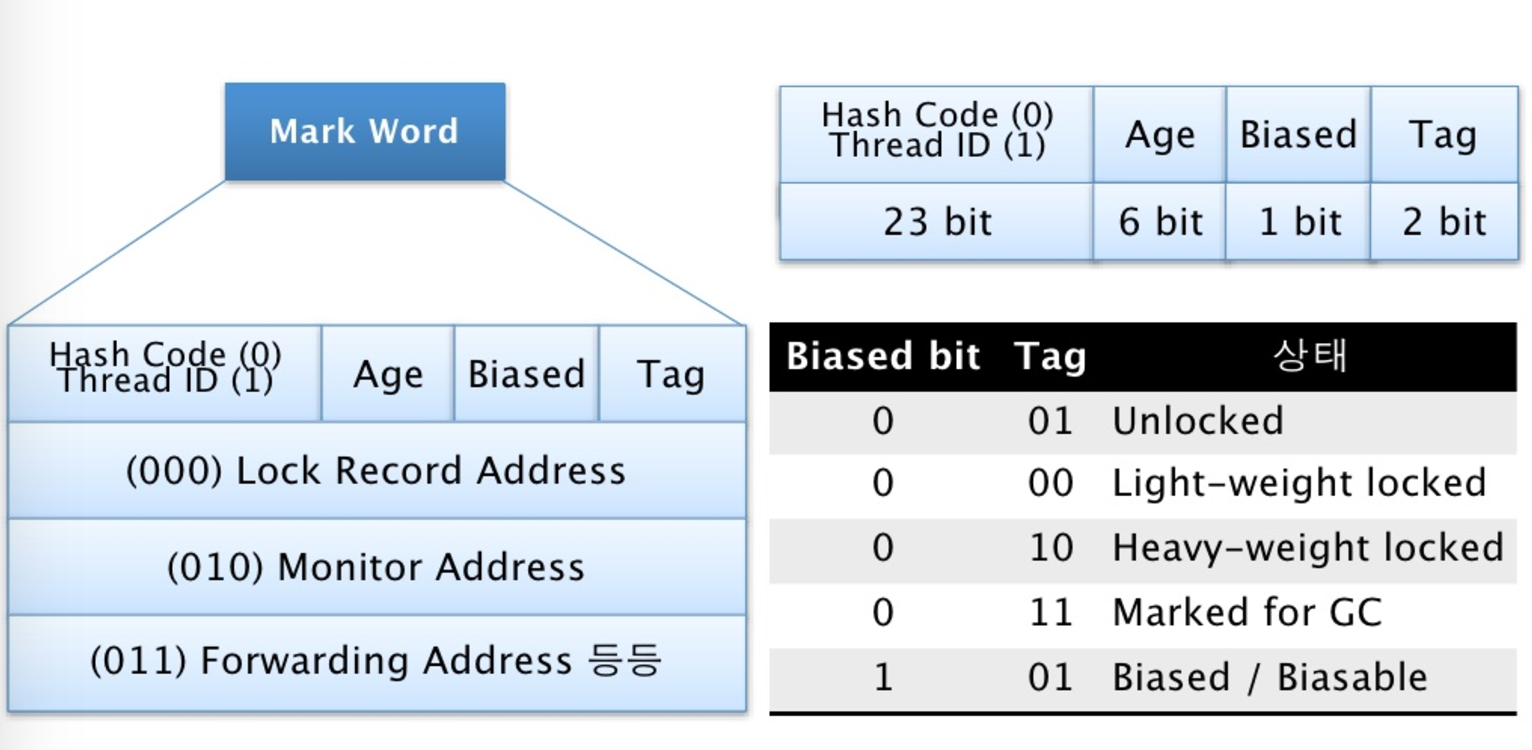 Mark Word
Hash Code (0)
Thread ID (1)
Age
Biased
Tag
(000) Lock Record Address
(010) Monitor Address
(011) Forwarding Address 등등
Hash Code (0)
Thread ID (1)
Age
Biased
Tag
23 bit
6 bit
1 bit
2 bit
Biased bit Tag 상태
0 01 Unlocked
0 00 Light-weight locked
0 10 Heavy-weight locked
0 11 Marked for GC
1 01 Biased / Biasable